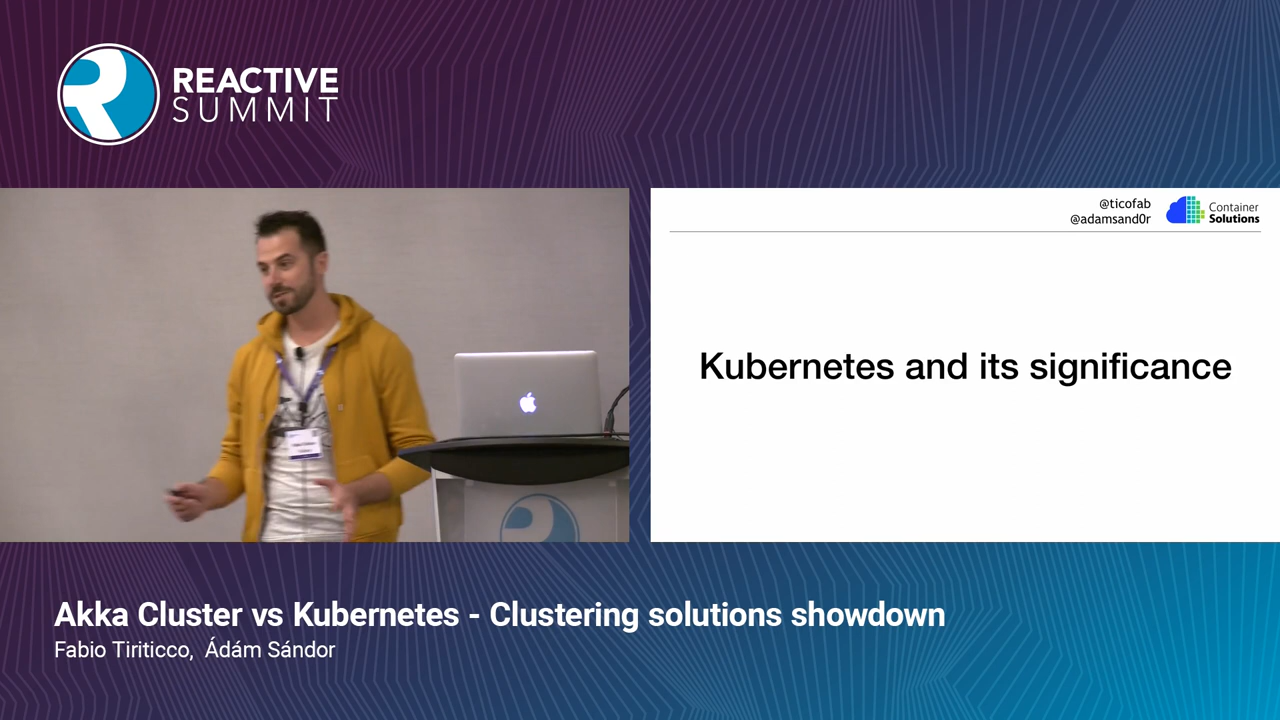 REACTIVE
SUMMIT
@ticofab
@adamsand0r
Container
Solutions
Kubernetes and its significance
Akka Cluster vs Kubernetes - Clustering solutions showdown
Fabio Tiriticco, Ádám Sándor